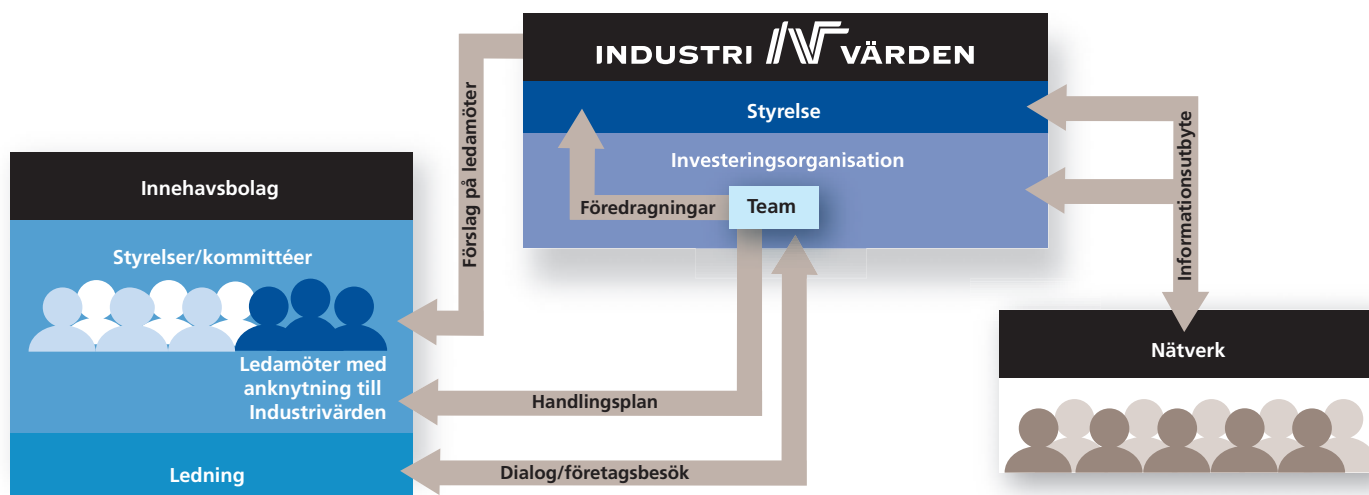 INDUSTRI VÄRDEN
Styrelse
Investeringsorganisation
Föredragningar
Team
Förslag på ledamöter
Informationsutbyte
Innehavsbolag
Styrelser/kommittéer
Ledamöter med
anknytning till
Industrivärden
Handlingsplan
Ledning
Dialog/företagsbesök
Nätverk